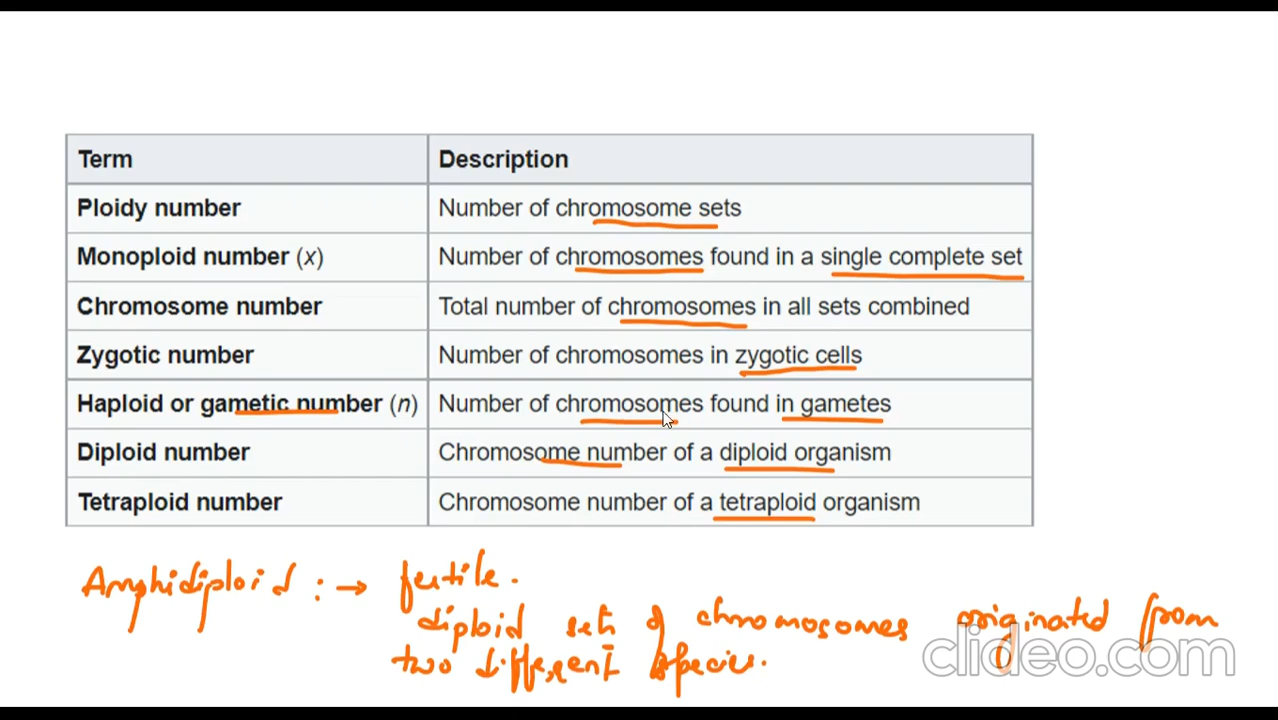 Term Description
Ploidy number Number of chromosome sets
Monoploid number (x) Number of chromosomes found in a single complete set
Chromosome number Total number of chromosomes in all sets combined
Zygotic number Number of chromosomes in zygotic cells
Haploid or gametic number (n) Number of chromosomes found in gametes
Diploid number Chromosome number of a diploid organism
Tetraploid number Chromosome number of a tetraploid organism
Amphidiploid :→ fertile.
diploid sets of chromosomes originated from
two different species.
clideo.com